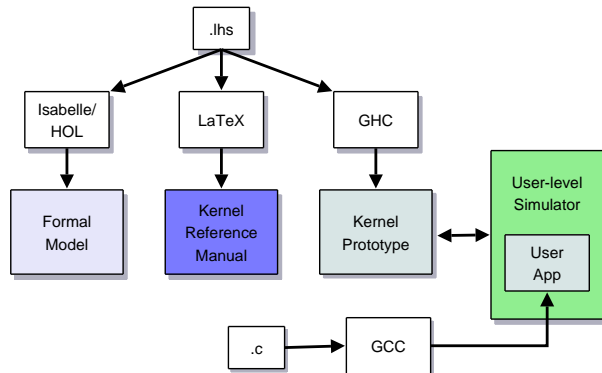 .lhs
Isabelle/
HOL
LaTeX
GHC
Formal
Model
Kernel
Reference
Manual
Kernel
Prototype
User-level
Simulator
User
App
.c
GCC